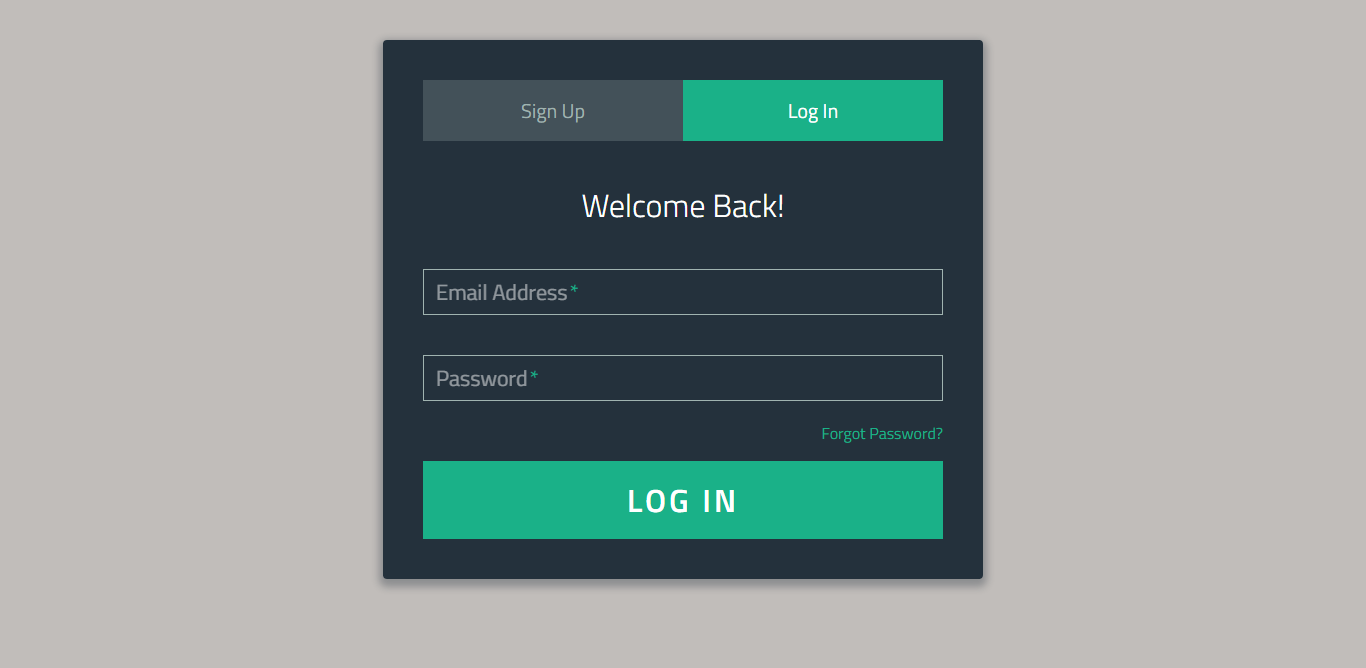 Sign Up
Log In
Welcome Back!
Email Address*
Password*
Forgot Password?
LOG IN